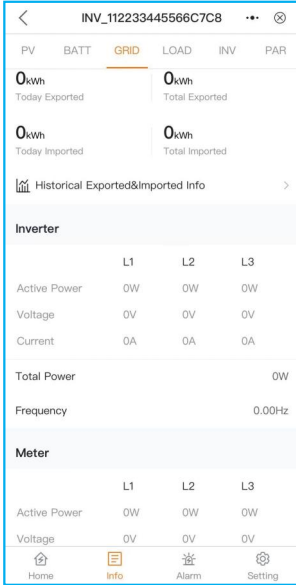 INV_112233445566C7C8
PV BATT GRID LOAD INV PAR
0kWh 0kWh
Today Exported Total Exported
0kWh 0kWh
Today Imported Total Imported
Historical Exported&Imported Info
Inverter
L1 L2 L3
Active Power 0W 0W 0W
Voltage 0V 0V 0V
Current 0A 0A 0A
Total Power 0W
Frequency 0.00Hz
Meter
L1 L2 L3
Active Power 0W 0W 0W
Voltage 0V 0V 0V
Home Info Alarm Setting